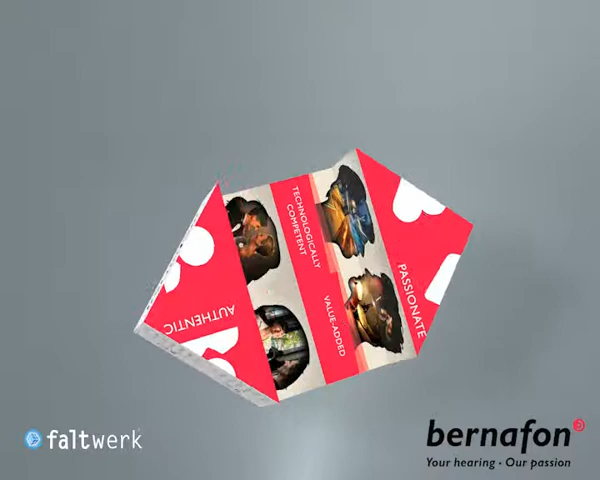 TECHNOLOGICALLY
COMPETENT
VALUE-ADDED
PASSIONATE
AUTHENTIC
faltwerk
bernafon
Your hearing · Our passion